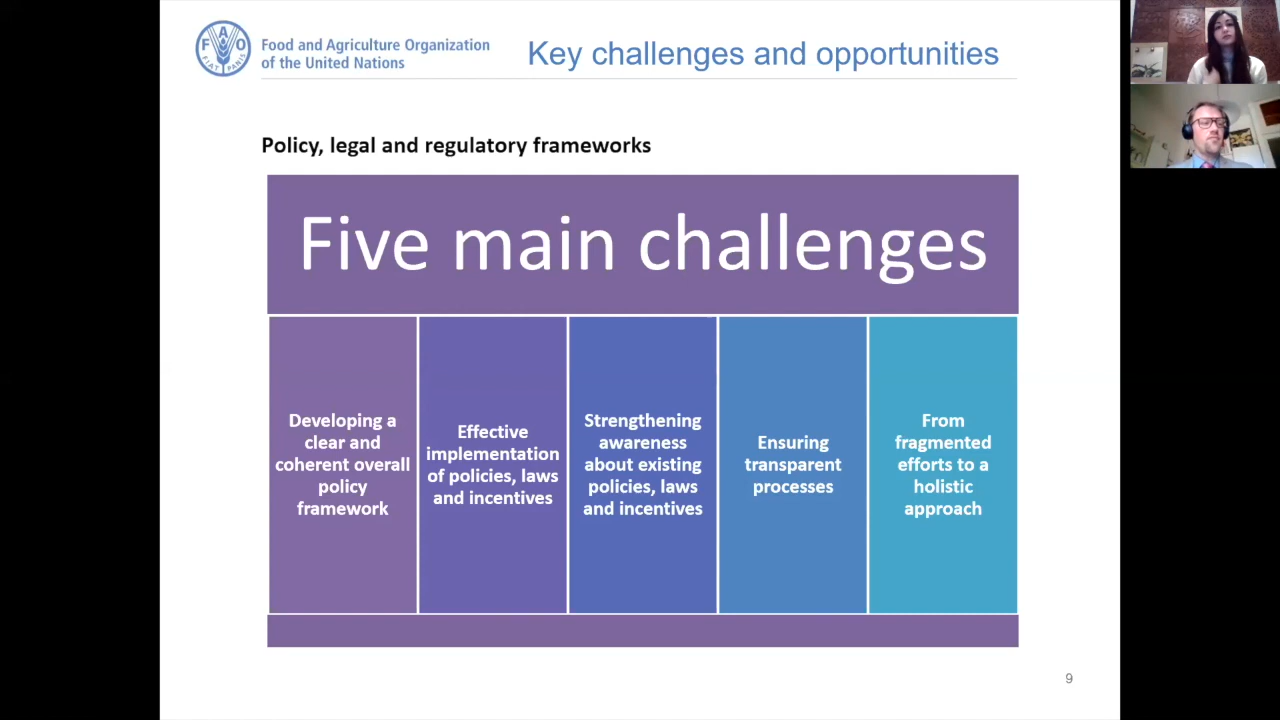 F A O
FIAT PANIS
Food and Agriculture Organization
of the United Nations
Key challenges and opportunities
Policy, legal and regulatory frameworks
Five main challenges
Developing a
clear and
coherent overall
policy
framework
Effective
implementation
of policies, laws
and incentives
Strengthening
awareness
about existing
policies, laws
and incentives
Ensuring
transparent
processes
From
fragmented
efforts to a
holistic
approach
9